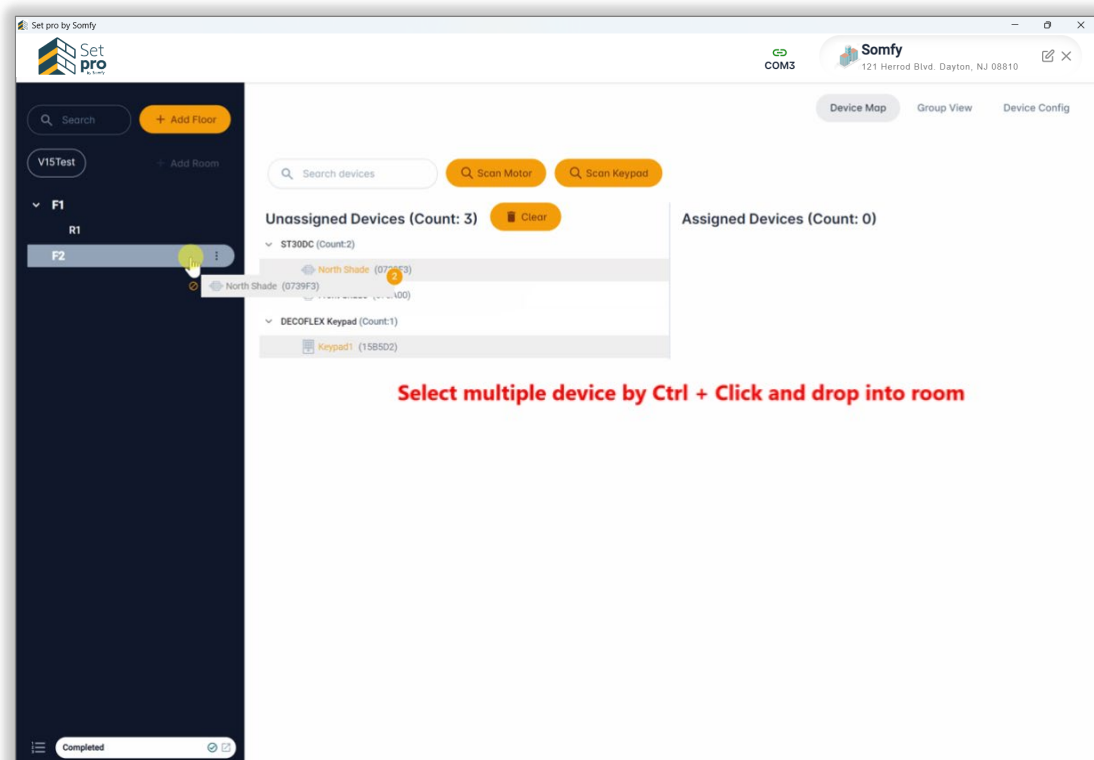 Set pro by Somfy
Set
pro
by Somfy
COM3
Somfy
121 Herrod Blvd. Dayton, NJ 08810
Search
+ Add Floor
V15Test
+ Add Room
F1
R1
F2
Device Map
Group View
Device Config
Search devices
Scan Motor
Scan Keypad
Unassigned Devices (Count: 3)
Clear
Assigned Devices (Count: 0)
ST30DC (Count:2)
North Shade
2
North Shade (0739F3)
DECOFLEX Keypad (Count:1)
Keypad1 (15B5D2)
Select multiple device by Ctrl + Click and drop into room
Completed